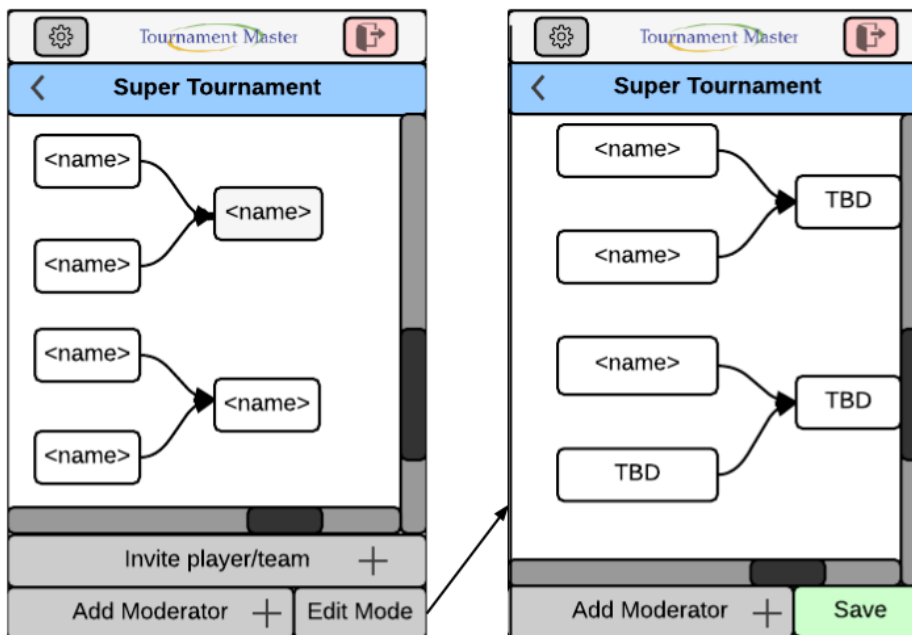 Tournament Master
Super Tournament
<name>
<name>
<name>
<name>
<name>
<name>
Invite player/team
Add Moderator
Edit Mode
Tournament Master
Super Tournament
<name>
TBD
<name>
<name>
TBD
TBD
Add Moderator
Save